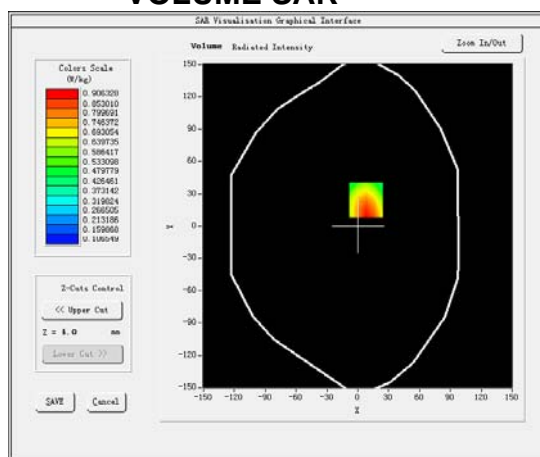 VOLUME SAR
SAR Visualisation Graphical Interface
Volume Radiated Intensity
Zoom In/Out
Colors Scale
(W/kg)
0.906328
0.853010
0.799691
0.746372
0.693054
0.639735
0.586417
0.533098
0.479779
0.426461
0.373142
0.319824
0.266505
0.213186
0.159868
0.106549
Z-Cuts Control
<< Upper Cut
Z = 4.0 mm
Lower Cut >>
SAVE
Cancel
150
120
90
60
30
0
-30
-60
-90
-120
-150
Y
-150 -120 -90 -60 -30 0 30 60 90 120 150
X